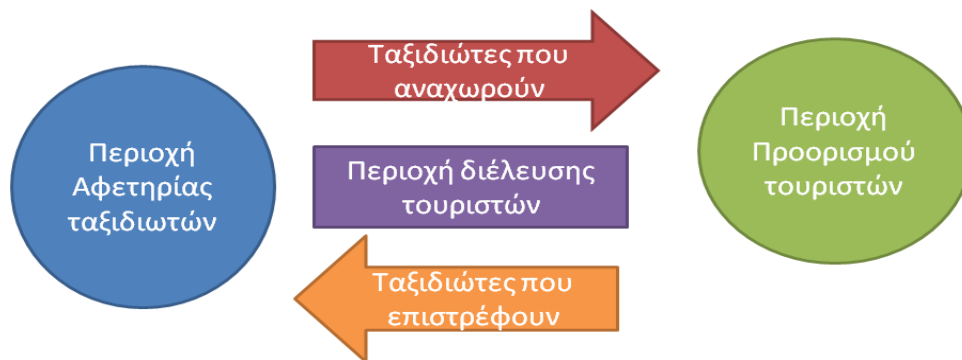 Ταξιδιώτες που
αναχωρούν
Περιοχή
Αφετηρίας
ταξιδιωτών
Περιοχή διέλευσης
τουριστών
Περιοχή
Προορισμού
τουριστών
Ταξιδιώτες που
επιστρέφουν